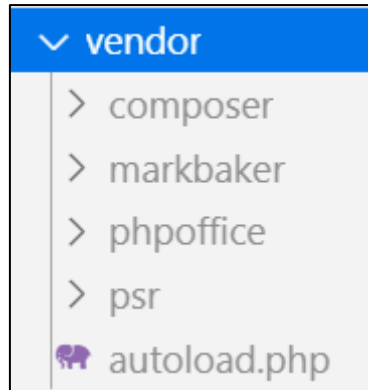 vendor
composer
markbaker
phpoffice
psr
autoload.php